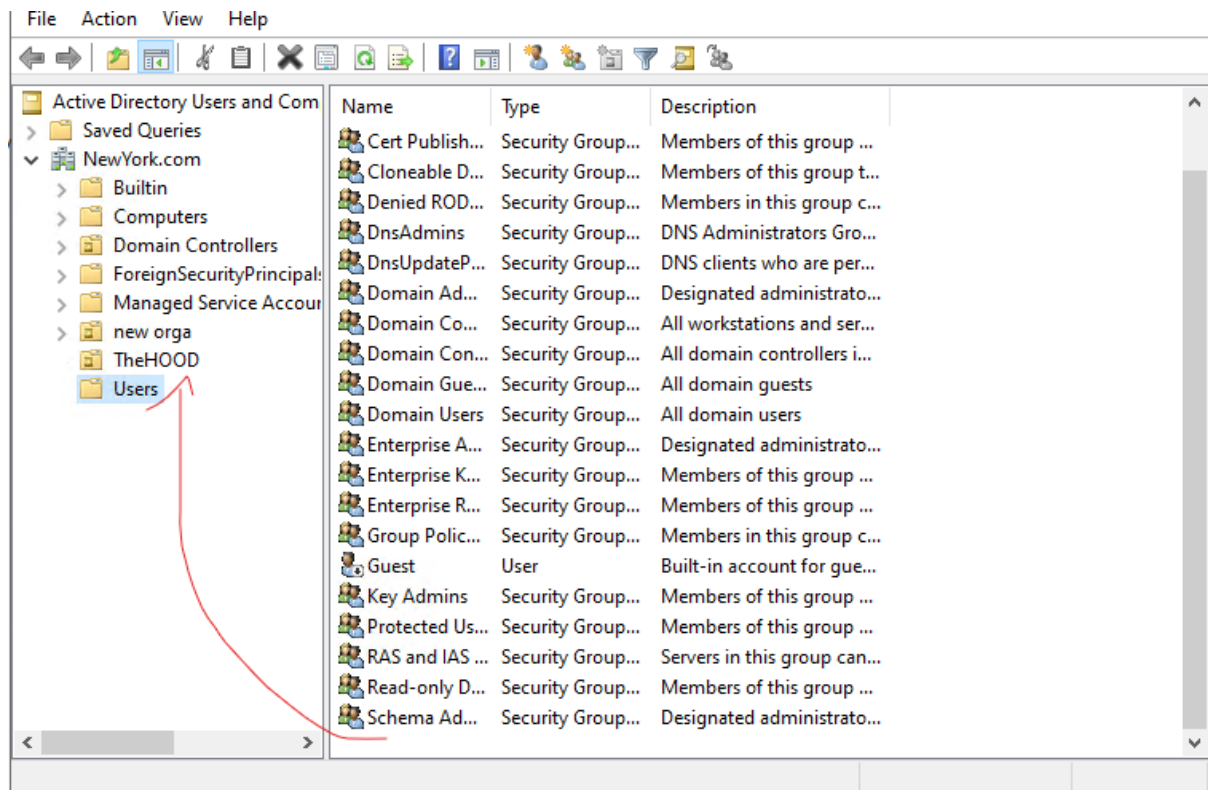 File Action View Help
Active Directory Users and Com
Saved Queries
NewYork.com
Builtin
Computers
Domain Controllers
ForeignSecurityPrincipals
Managed Service Accour
new orga
TheHOOD
Users
Name Type Description
Cert Publish... Security Group... Members of this group ...
Cloneable D... Security Group... Members of this group t...
Denied ROD... Security Group... Members in this group c...
DnsAdmins Security Group... DNS Administrators Gro...
DnsUpdateP... Security Group... DNS clients who are per...
Domain Ad... Security Group... Designated administrato...
Domain Co... Security Group... All workstations and ser...
Domain Con... Security Group... All domain controllers i...
Domain Gue... Security Group... All domain guests
Domain Users Security Group... All domain users
Enterprise A... Security Group... Designated administrato...
Enterprise K... Security Group... Members of this group ...
Enterprise R... Security Group... Members of this group ...
Group Polic... Security Group... Members in this group c...
Guest User Built-in account for gue...
Key Admins Security Group... Members of this group ...
Protected Us... Security Group... Members of this group ...
RAS and IAS ... Security Group... Servers in this group can...
Read-only D... Security Group... Members of this group ...
Schema Ad... Security Group... Designated administrato...